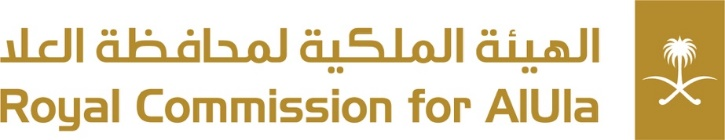 الهيئة الملكية لمحافظة العلا
Royal Commission for AlUla